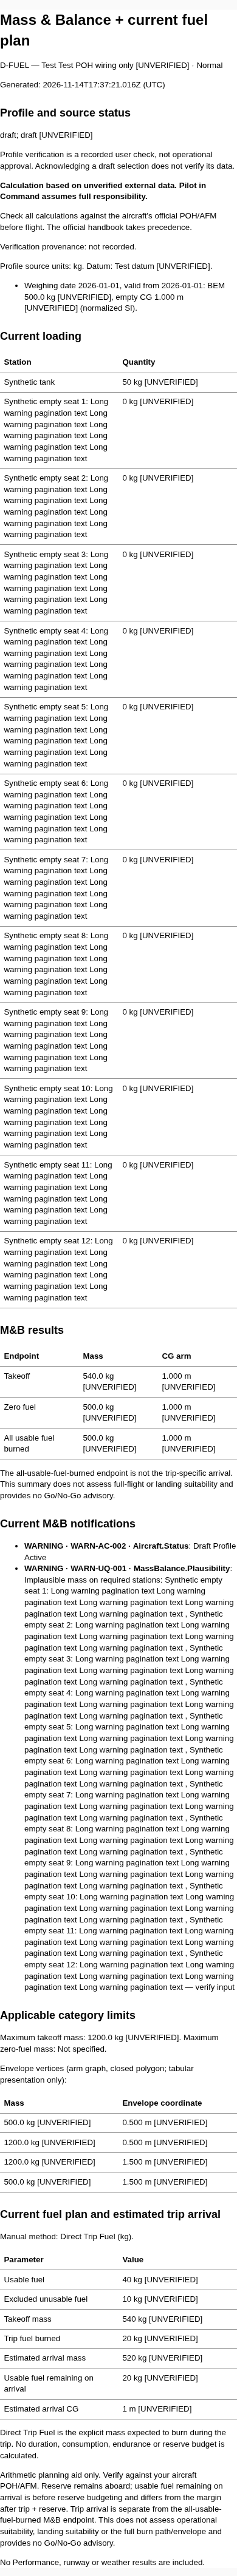 Mass & Balance + current fuel
plan
D-FUEL — Test Test POH wiring only [UNVERIFIED] · Normal
Generated: 2026-11-14T17:37:21.016Z (UTC)
Profile and source status
draft; draft [UNVERIFIED]
Profile verification is a recorded user check, not operational
approval. Acknowledging a draft selection does not verify its data.
Calculation based on unverified external data. Pilot in
Command assumes full responsibility.
Check all calculations against the aircraft's official POH/AFM
before flight. The official handbook takes precedence.
Verification provenance: not recorded.
Profile source units: kg. Datum: Test datum [UNVERIFIED].
• Weighing date 2026-01-01, valid from 2026-01-01: BEM
500.0 kg [UNVERIFIED], empty CG 1.000 m
[UNVERIFIED] (normalized SI).
Current loading
Station Quantity
Synthetic tank 50 kg [UNVERIFIED]
Synthetic empty seat 1: Long 0 kg [UNVERIFIED]
warning pagination text Long
warning pagination text Long
warning pagination text Long
warning pagination text Long
warning pagination text
Synthetic empty seat 2: Long 0 kg [UNVERIFIED]
warning pagination text Long
warning pagination text Long
warning pagination text Long
warning pagination text Long
warning pagination text
Synthetic empty seat 3: Long 0 kg [UNVERIFIED]
warning pagination text Long
warning pagination text Long
warning pagination text Long
warning pagination text Long
warning pagination text
Synthetic empty seat 4: Long 0 kg [UNVERIFIED]
warning pagination text Long
warning pagination text Long
warning pagination text Long
warning pagination text Long
warning pagination text
Synthetic empty seat 5: Long 0 kg [UNVERIFIED]
warning pagination text Long
warning pagination text Long
warning pagination text Long
warning pagination text Long
warning pagination text
Synthetic empty seat 6: Long 0 kg [UNVERIFIED]
warning pagination text Long
warning pagination text Long
warning pagination text Long
warning pagination text Long
warning pagination text
Synthetic empty seat 7: Long 0 kg [UNVERIFIED]
warning pagination text Long
warning pagination text Long
warning pagination text Long
warning pagination text Long
warning pagination text
Synthetic empty seat 8: Long 0 kg [UNVERIFIED]
warning pagination text Long
warning pagination text Long
warning pagination text Long
warning pagination text Long
warning pagination text
Synthetic empty seat 9: Long 0 kg [UNVERIFIED]
warning pagination text Long
warning pagination text Long
warning pagination text Long
warning pagination text Long
warning pagination text
Synthetic empty seat 10: Long 0 kg [UNVERIFIED]
warning pagination text Long
warning pagination text Long
warning pagination text Long
warning pagination text Long
warning pagination text
Synthetic empty seat 11: Long 0 kg [UNVERIFIED]
warning pagination text Long
warning pagination text Long
warning pagination text Long
warning pagination text Long
warning pagination text
Synthetic empty seat 12: Long 0 kg [UNVERIFIED]
warning pagination text Long
warning pagination text Long
warning pagination text Long
warning pagination text Long
warning pagination text
M&B results
Endpoint Mass CG arm
Takeoff 540.0 kg 1.000 m
[UNVERIFIED] [UNVERIFIED]
Zero fuel 500.0 kg 1.000 m
[UNVERIFIED] [UNVERIFIED]
All usable fuel 500.0 kg 1.000 m
burned [UNVERIFIED] [UNVERIFIED]
The all-usable-fuel-burned endpoint is not the trip-specific arrival.
This summary does not assess full-flight or landing suitability and
provides no Go/No-Go advisory.
Current M&B notifications
• WARNING · WARN-AC-002 · Aircraft.Status: Draft Profile
Active
• WARNING · WARN-UQ-001 · MassBalance.Plausibility:
Implausible mass on required stations: Synthetic empty
seat 1: Long warning pagination text Long warning
pagination text Long warning pagination text Long warning
pagination text Long warning pagination text , Synthetic
empty seat 2: Long warning pagination text Long warning
pagination text Long warning pagination text Long warning
pagination text Long warning pagination text , Synthetic
empty seat 3: Long warning pagination text Long warning
pagination text Long warning pagination text Long warning
pagination text Long warning pagination text , Synthetic
empty seat 4: Long warning pagination text Long warning
pagination text Long warning pagination text Long warning
pagination text Long warning pagination text , Synthetic
empty seat 5: Long warning pagination text Long warning
pagination text Long warning pagination text Long warning
pagination text Long warning pagination text , Synthetic
empty seat 6: Long warning pagination text Long warning
pagination text Long warning pagination text Long warning
pagination text Long warning pagination text , Synthetic
empty seat 7: Long warning pagination text Long warning
pagination text Long warning pagination text Long warning
pagination text Long warning pagination text , Synthetic
empty seat 8: Long warning pagination text Long warning
pagination text Long warning pagination text Long warning
pagination text Long warning pagination text , Synthetic
empty seat 9: Long warning pagination text Long warning
pagination text Long warning pagination text Long warning
pagination text Long warning pagination text , Synthetic
empty seat 10: Long warning pagination text Long warning
pagination text Long warning pagination text Long warning
pagination text Long warning pagination text , Synthetic
empty seat 11: Long warning pagination text Long warning
pagination text Long warning pagination text Long warning
pagination text Long warning pagination text , Synthetic
empty seat 12: Long warning pagination text Long warning
pagination text Long warning pagination text Long warning
pagination text Long warning pagination text — verify input
Applicable category limits
Maximum takeoff mass: 1200.0 kg [UNVERIFIED]. Maximum
zero-fuel mass: Not specified.
Envelope vertices (arm graph, closed polygon; tabular
presentation only):
Mass Envelope coordinate
500.0 kg [UNVERIFIED] 0.500 m [UNVERIFIED]
1200.0 kg [UNVERIFIED] 0.500 m [UNVERIFIED]
1200.0 kg [UNVERIFIED] 1.500 m [UNVERIFIED]
500.0 kg [UNVERIFIED] 1.500 m [UNVERIFIED]
Current fuel plan and estimated trip arrival
Manual method: Direct Trip Fuel (kg).
Parameter Value
Usable fuel 40 kg [UNVERIFIED]
Excluded unusable fuel 10 kg [UNVERIFIED]
Takeoff mass 540 kg [UNVERIFIED]
Trip fuel burned 20 kg [UNVERIFIED]
Estimated arrival mass 520 kg [UNVERIFIED]
Usable fuel remaining on 20 kg [UNVERIFIED]
arrival
Estimated arrival CG 1 m [UNVERIFIED]
Direct Trip Fuel is the explicit mass expected to burn during the
trip. No duration, consumption, endurance or reserve budget is
calculated.
Arithmetic planning aid only. Verify against your aircraft
POH/AFM. Reserve remains aboard; usable fuel remaining on
arrival is before reserve budgeting and differs from the margin
after trip + reserve. Trip arrival is separate from the all-usable-
fuel-burned M&B endpoint. This does not assess operational
suitability, landing suitability or the full burn path/envelope and
provides no Go/No-Go advisory.
No Performance, runway or weather results are included.